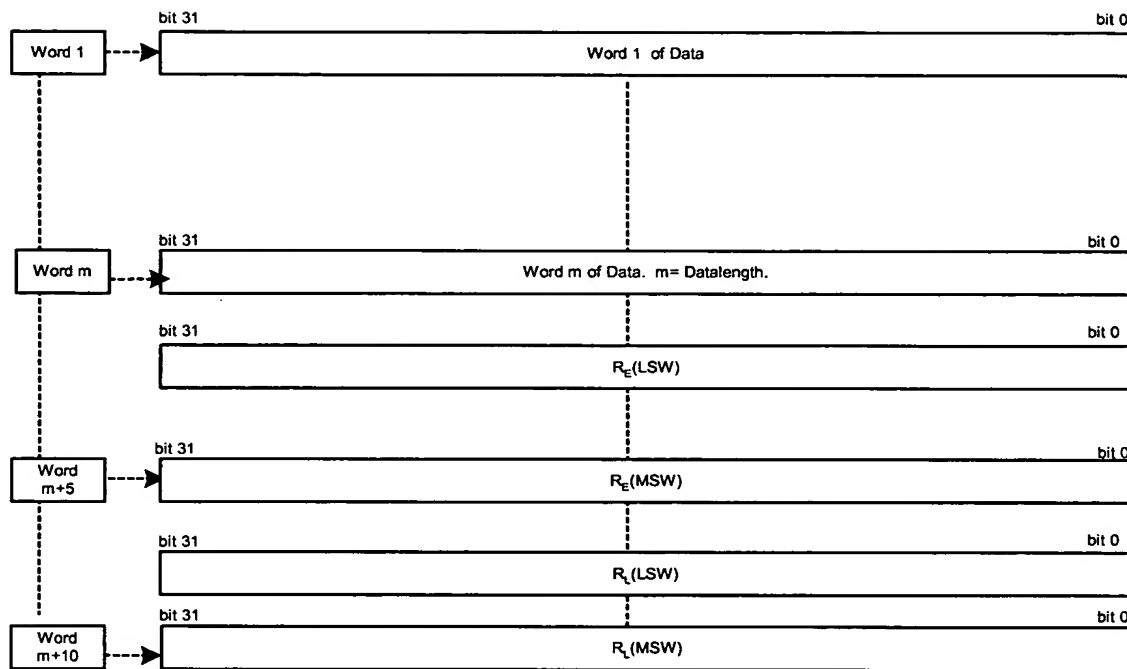 bit 31 bit 0
Word 1 Word 1 of Data
bit 31 bit 0
Word m Word m of Data. m= Datalength.
bit 31 bit 0
RE(LSW)
bit 31 bit 0
Word
m+5
RE(MSW)
bit 31 bit 0
RL(LSW)
bit 31 bit 0
Word
m+10
RL(MSW)